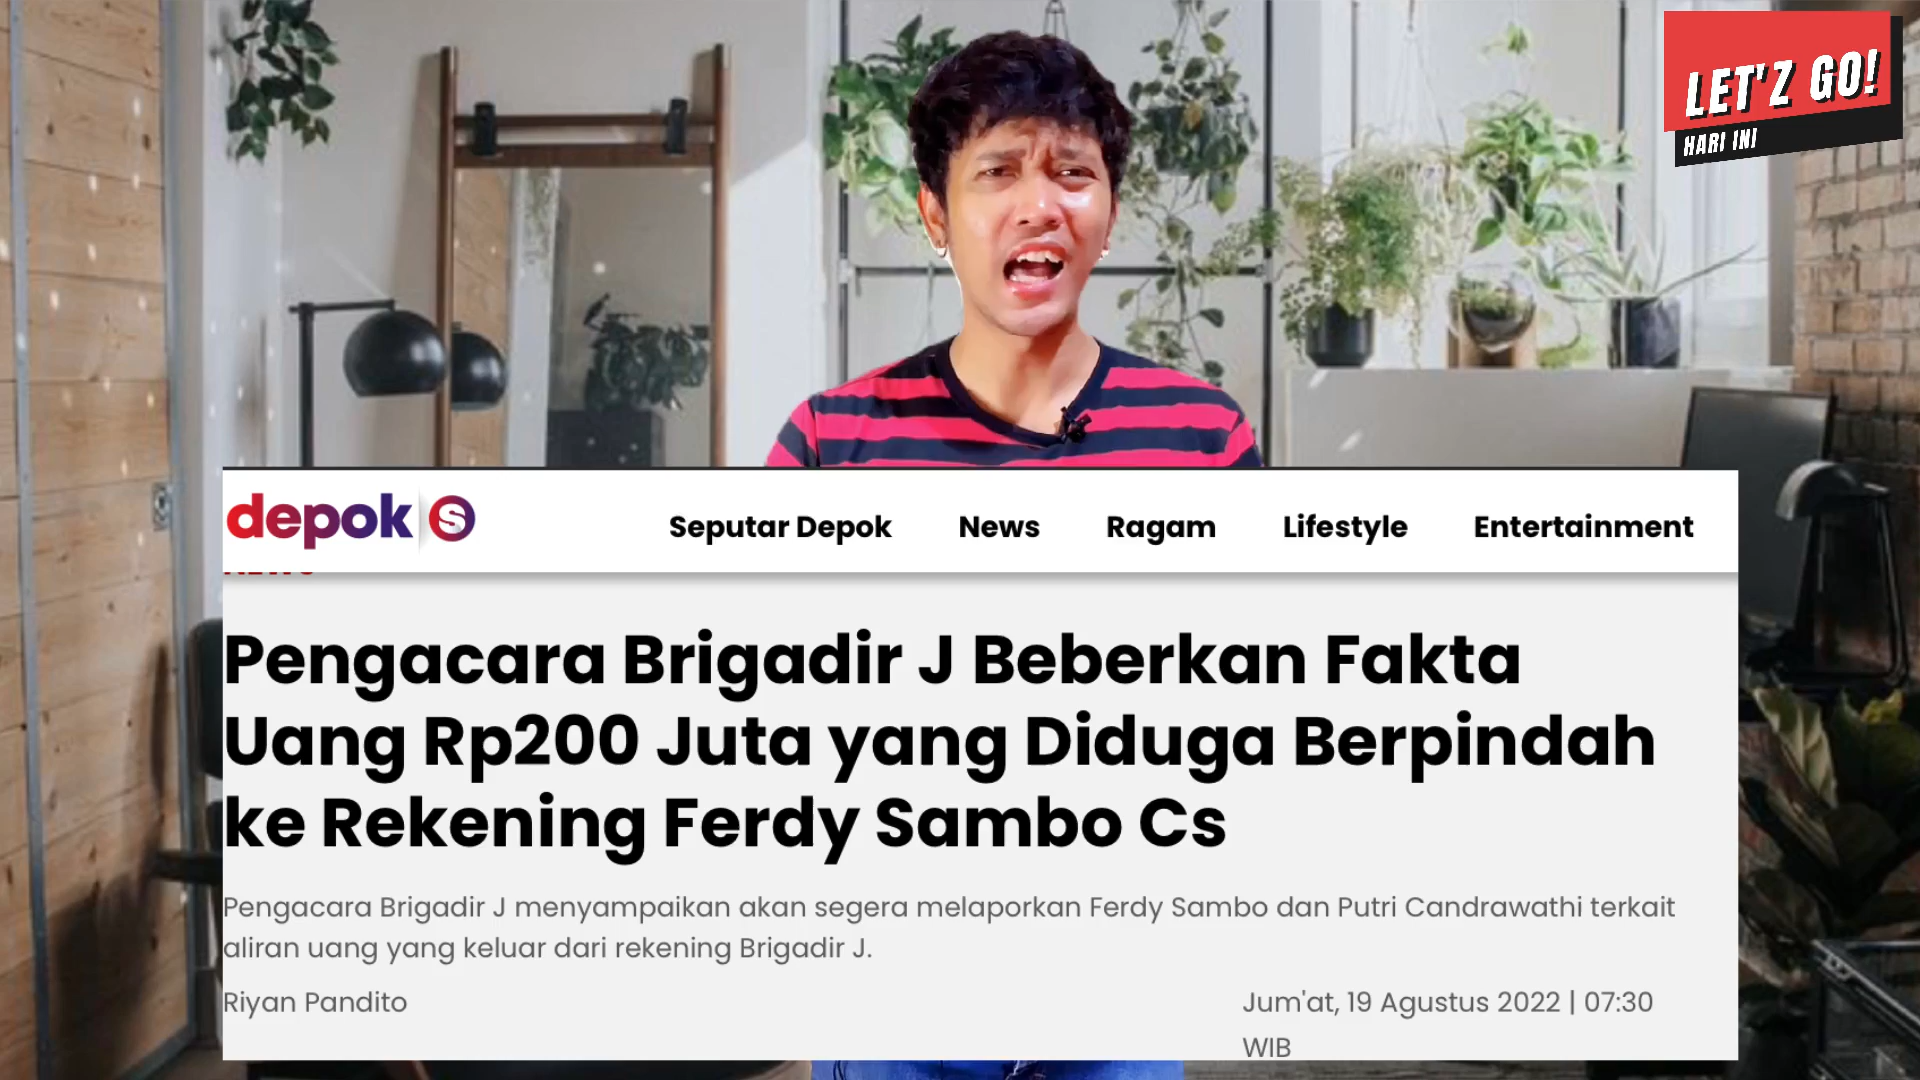 LET'Z GO!
HARI INI
depok S
Seputar Depok News Ragam Lifestyle Entertainment
Pengacara Brigadir J Beberkan Fakta
Uang Rp200 Juta yang Diduga Berpindah
ke Rekening Ferdy Sambo Cs
Pengacara Brigadir J menyampaikan akan segera melaporkan Ferdy Sambo dan Putri Candrawathi terkait
aliran uang yang keluar dari rekening Brigadir J.
Riyan Pandito
Jum'at, 19 Agustus 2022 | 07:30
WIB